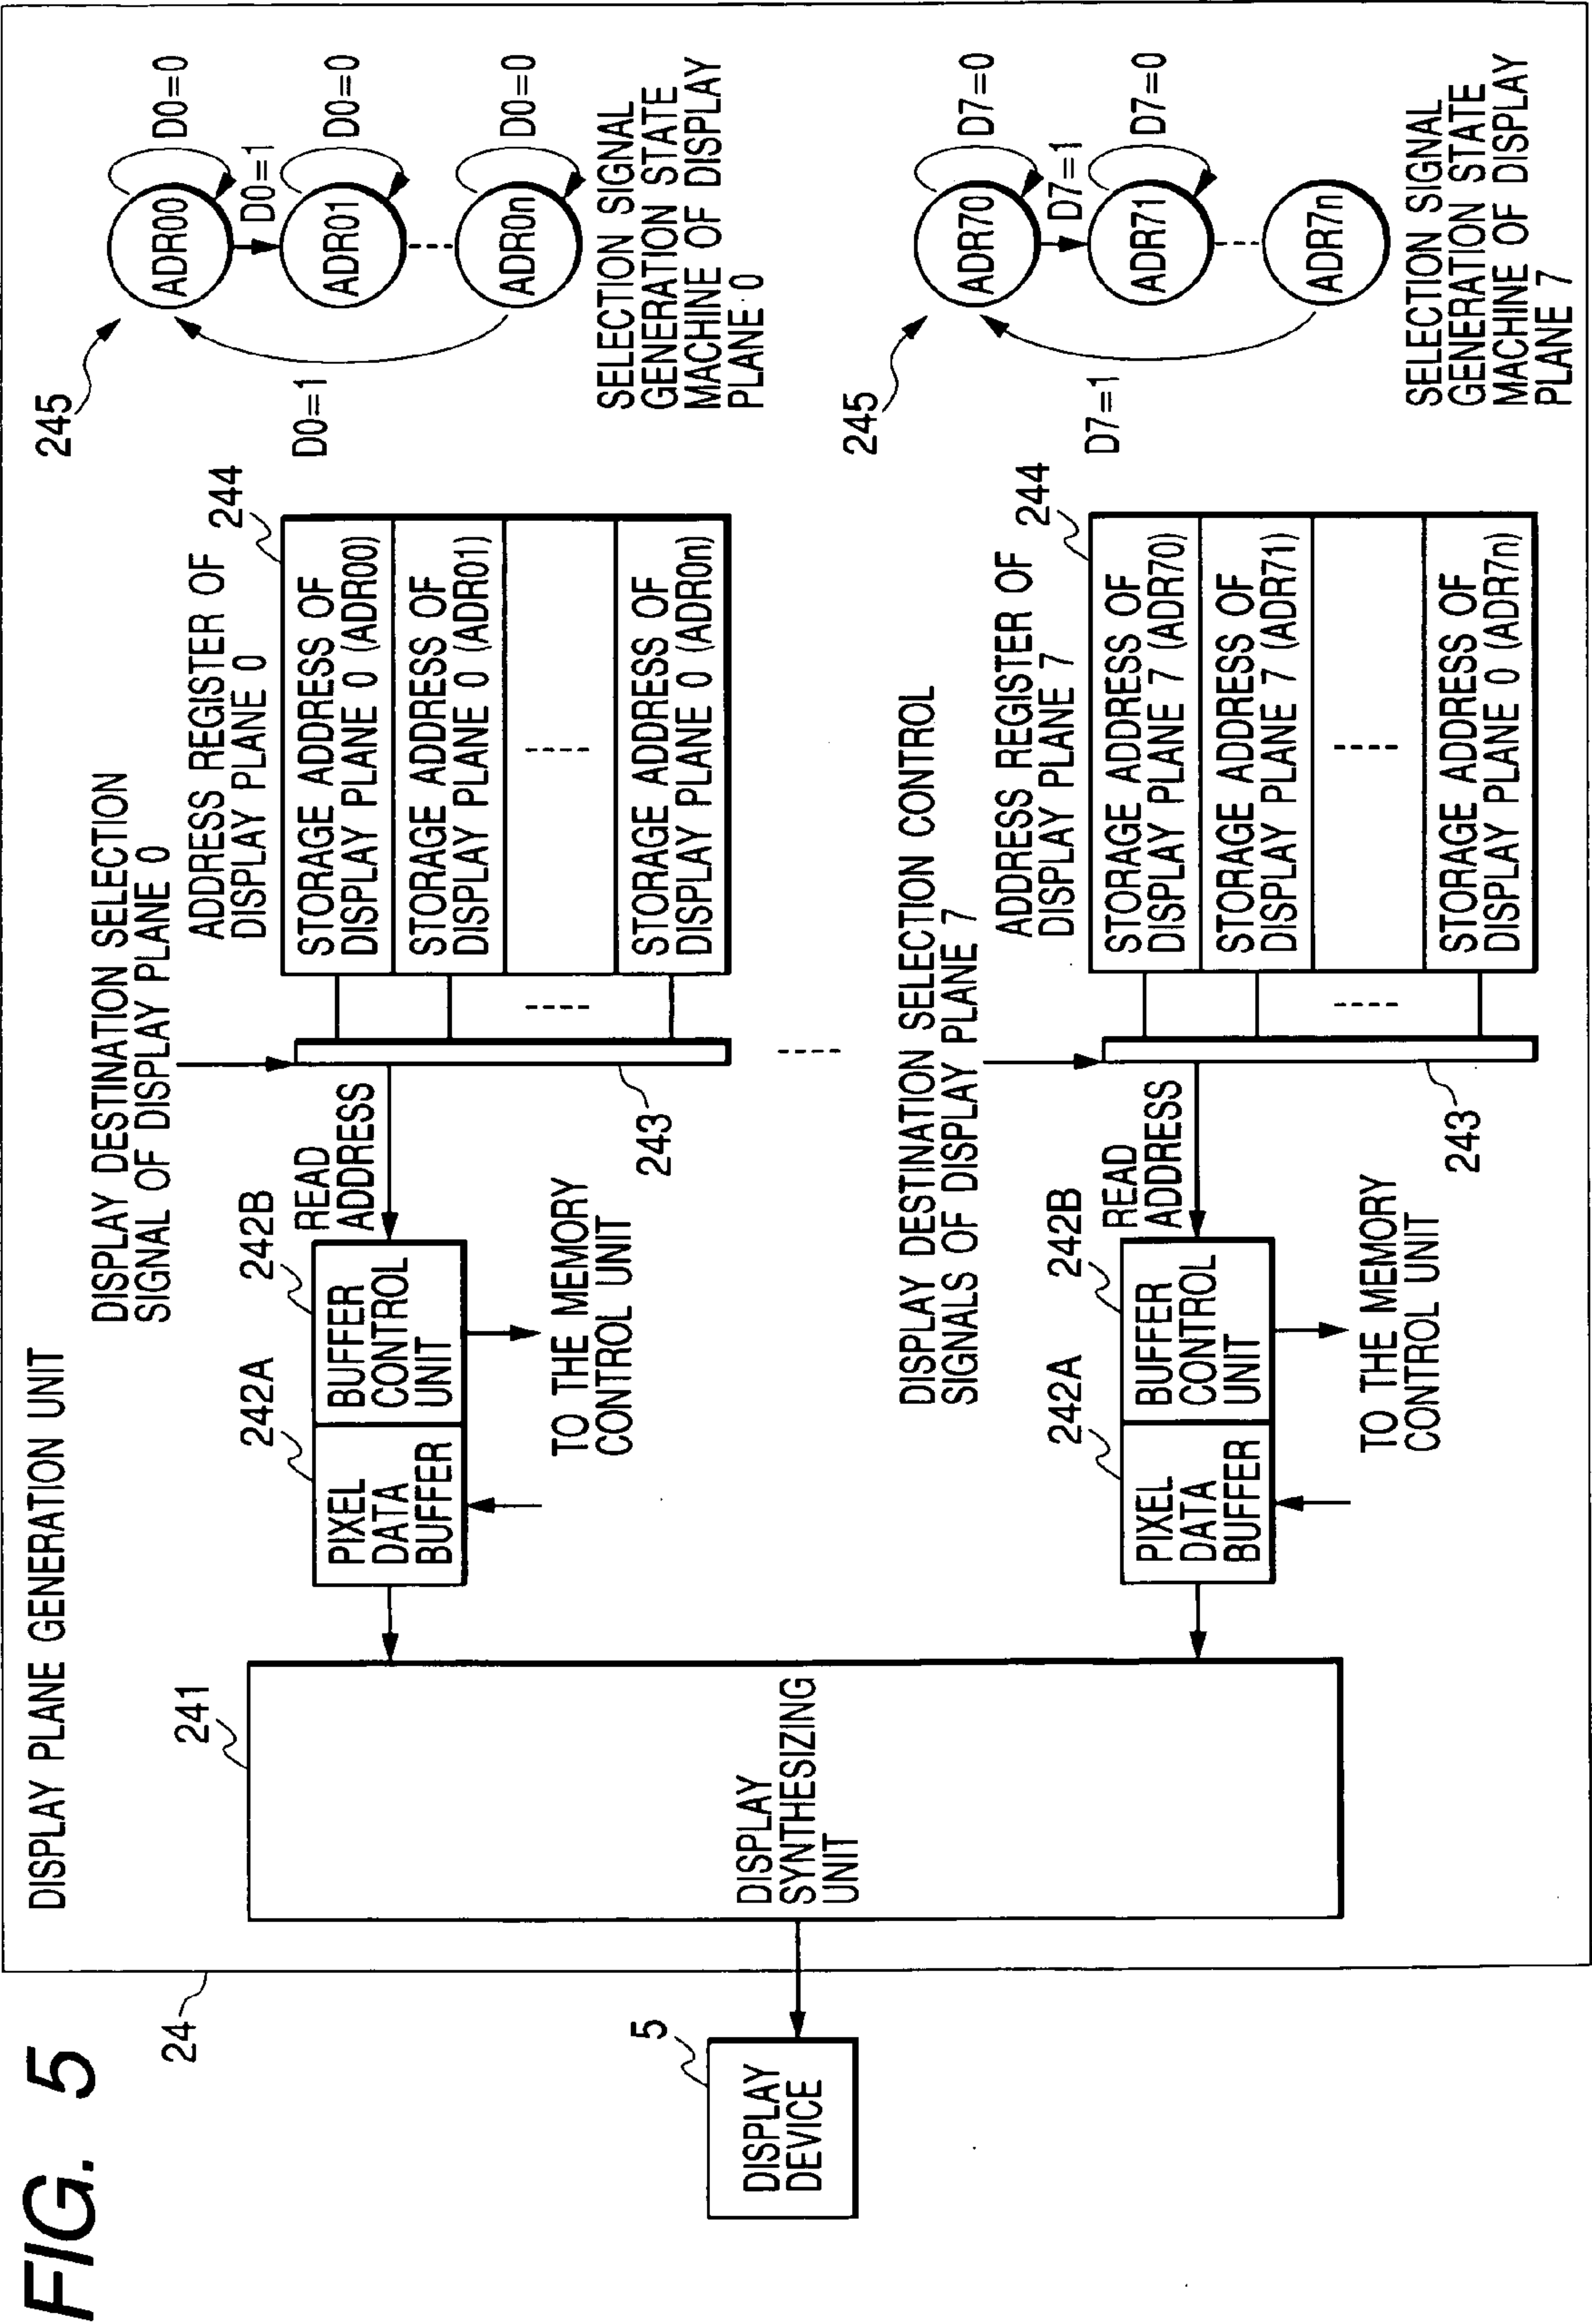 FIG. 5
24
DISPLAY PLANE GENERATION UNIT
5
DISPLAY
DEVICE
241
DISPLAY
SYNTHESIZING
UNIT
DISPLAY DESTINATION SELECTION
SIGNAL OF DISPLAY PLANE 0
242A
242B
PIXEL
DATA
BUFFER
BUFFER
CONTROL
UNIT
READ
ADDRESS
TO THE MEMORY
CONTROL UNIT
243
ADDRESS REGISTER OF
DISPLAY PLANE 0
244
STORAGE ADDRESS OF
DISPLAY PLANE 0 (ADR00)
STORAGE ADDRESS OF
DISPLAY PLANE 0 (ADR01)
STORAGE ADDRESS OF
DISPLAY PLANE 0 (ADR0n)
245
ADR00
D0=0
D0=1
ADR01
D0=0
ADR0n
D0=0
D0=1
SELECTION SIGNAL
GENERATION STATE
MACHINE OF DISPLAY
PLANE 0
DISPLAY DESTINATION SELECTION CONTROL
SIGNALS OF DISPLAY PLANE 7
242A
242B
PIXEL
DATA
BUFFER
BUFFER
CONTROL
UNIT
READ
ADDRESS
TO THE MEMORY
CONTROL UNIT
243
ADDRESS REGISTER OF
DISPLAY PLANE 7
244
STORAGE ADDRESS OF
DISPLAY PLANE 7 (ADR70)
STORAGE ADDRESS OF
DISPLAY PLANE 7 (ADR71)
STORAGE ADDRESS OF
DISPLAY PLANE 0 (ADR7n)
245
ADR70
D7=0
D7=1
ADR71
D7=0
ADR7n
D7=1
SELECTION SIGNAL
GENERATION STATE
MACHINE OF DISPLAY
PLANE 7